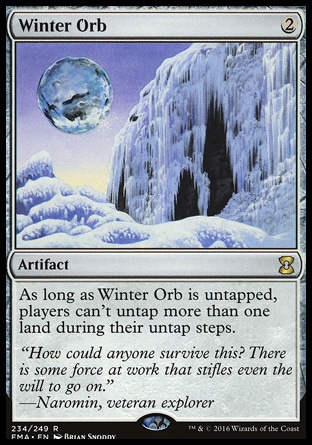 Winter Orb 2
Artifact
As long as Winter Orb is untapped,
players can't untap more than one
land during their untap steps.
“How could anyone survive this? There
is some force at work that stifles even the
will to go on.”
—Naromin, veteran explorer
234/249 R
EMA • EN Brian Snoddy
™ & © 2016 Wizards of the Coast